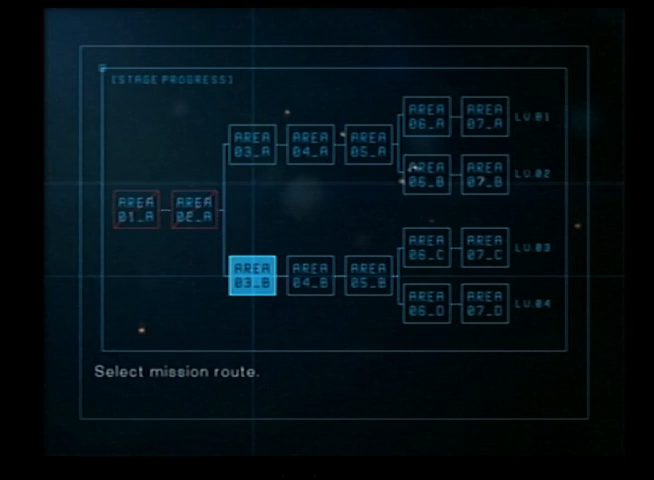 [STAGE PROGRESS]
AREA 01_A
AREA 02_A
AREA 03_A
AREA 04_A
AREA 05_A
AREA 06_A
AREA 07_A
LV.01
AREA 06_B
AREA 07_B
LV.02
AREA 03_B
AREA 04_B
AREA 05_B
AREA 06_C
AREA 07_C
LV.03
AREA 06_D
AREA 07_D
LV.04
Select mission route.